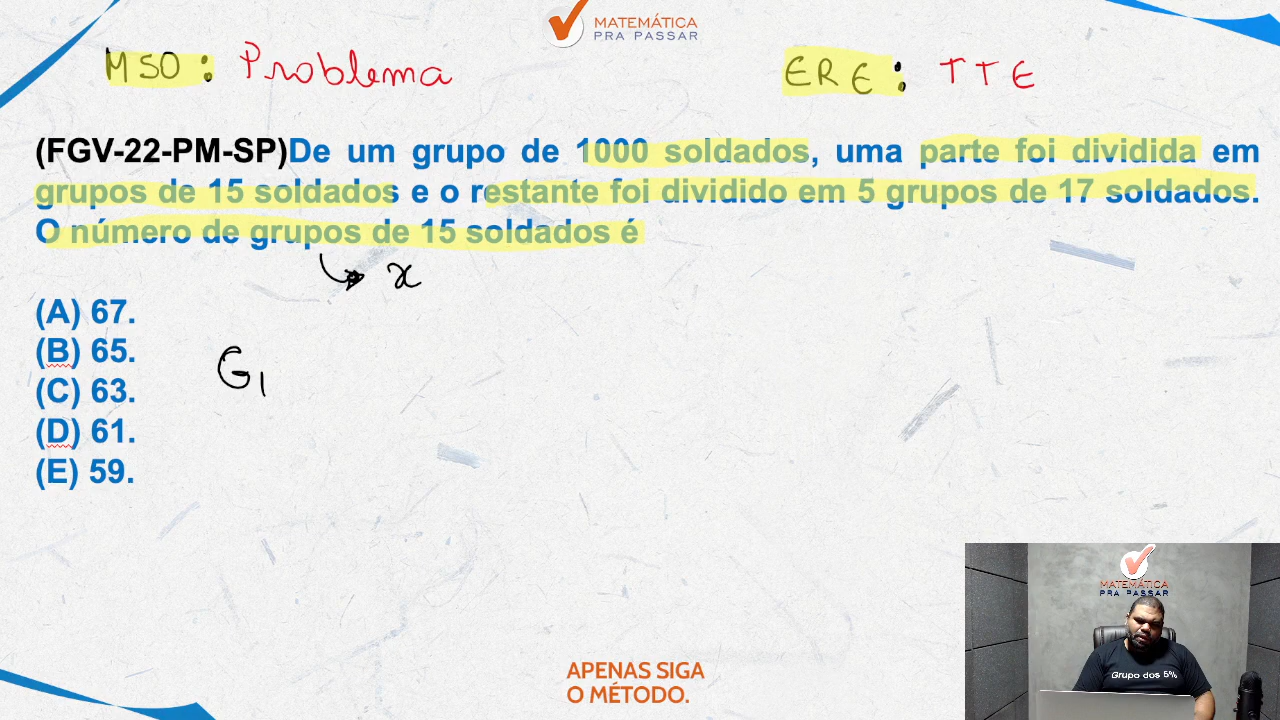 MATEMÁTICA
PRA PASSAR
MSO: Problema
ERE: TTE
(FGV-22-PM-SP)De um grupo de 1000 soldados, uma parte foi dividida em
grupos de 15 soldados e o restante foi dividido em 5 grupos de 17 soldados.
O número de grupos de 15 soldados é
x
(A) 67.
(B) 65.
(C) 63.
(D) 61.
(E) 59.
G1
MATEMÁTICA
PRA PASSAR
Grupo dos 5%
APENAS SIGA
O MÉTODO.